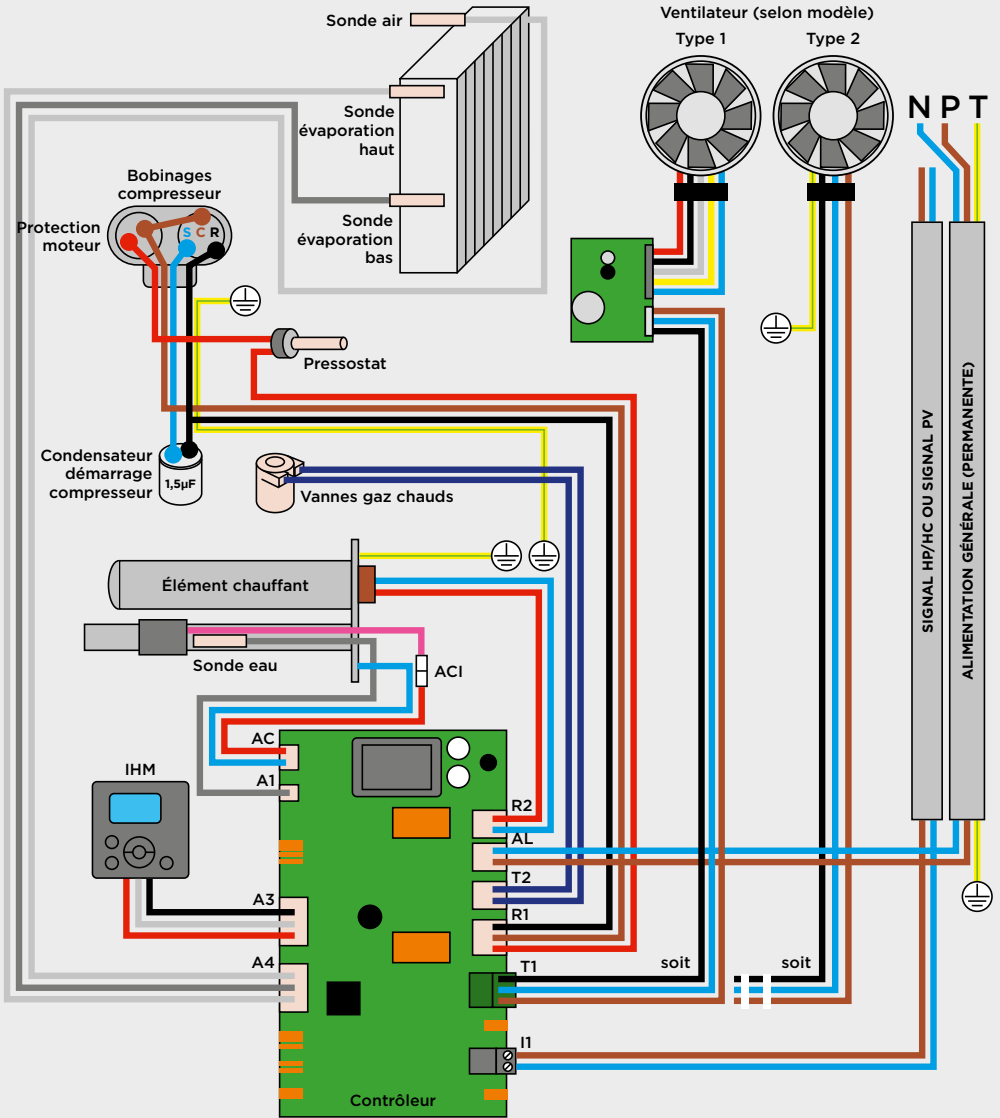 Sonde air
Ventilateur (selon modèle)
Type 1
Type 2
N P T
Sonde
évaporation
haut
Bobinages
compresseur
Protection
moteur
S C R
Sonde
évaporation
bas
Pressostat
Condensateur
démarrage
compresseur
1,5µF
Vannes gaz chauds
SIGNAL HP/HC OU SIGNAL PV
ALIMENTATION GÉNÉRALE (PERMANENTE)
Élément chauffant
Sonde eau
ACI
AC
A1
IHM
R2
AL
T2
A3
R1
A4
T1
soit
soit
I1
Contrôleur